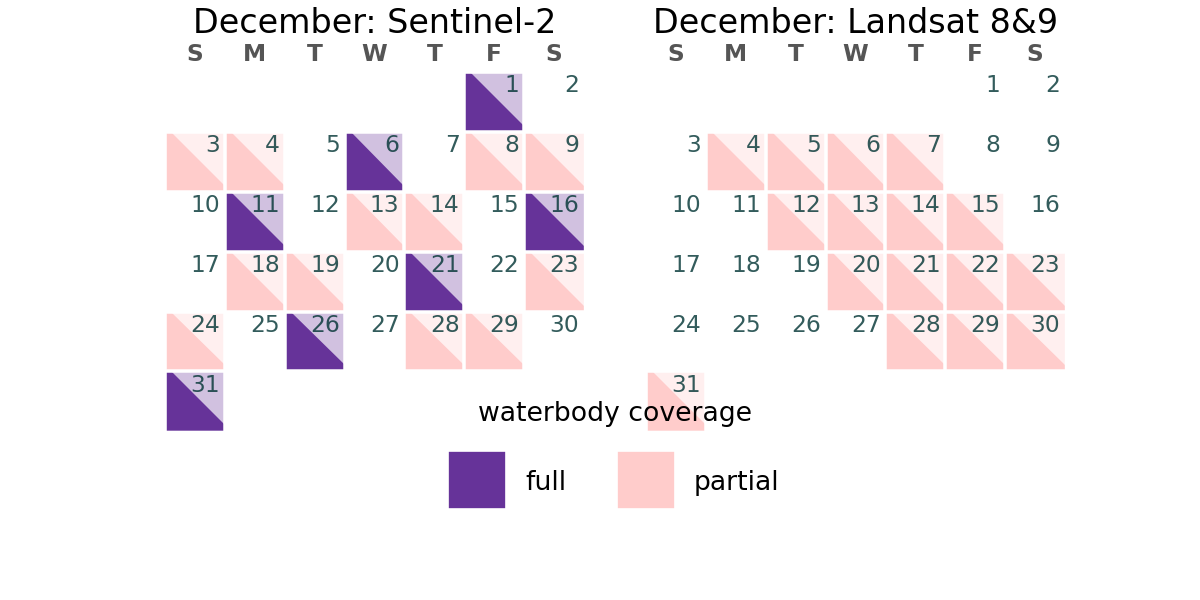 December: Sentinel-2
S M T W T F S
1 2
3 4 5 6 7 8 9
10 11 12 13 14 15 16
17 18 19 20 21 22 23
24 25 26 27 28 29 30
31
December: Landsat 8&9
S M T W T F S
1 2
3 4 5 6 7 8 9
10 11 12 13 14 15 16
17 18 19 20 21 22 23
24 25 26 27 28 29 30
31
waterbody coverage
full partial